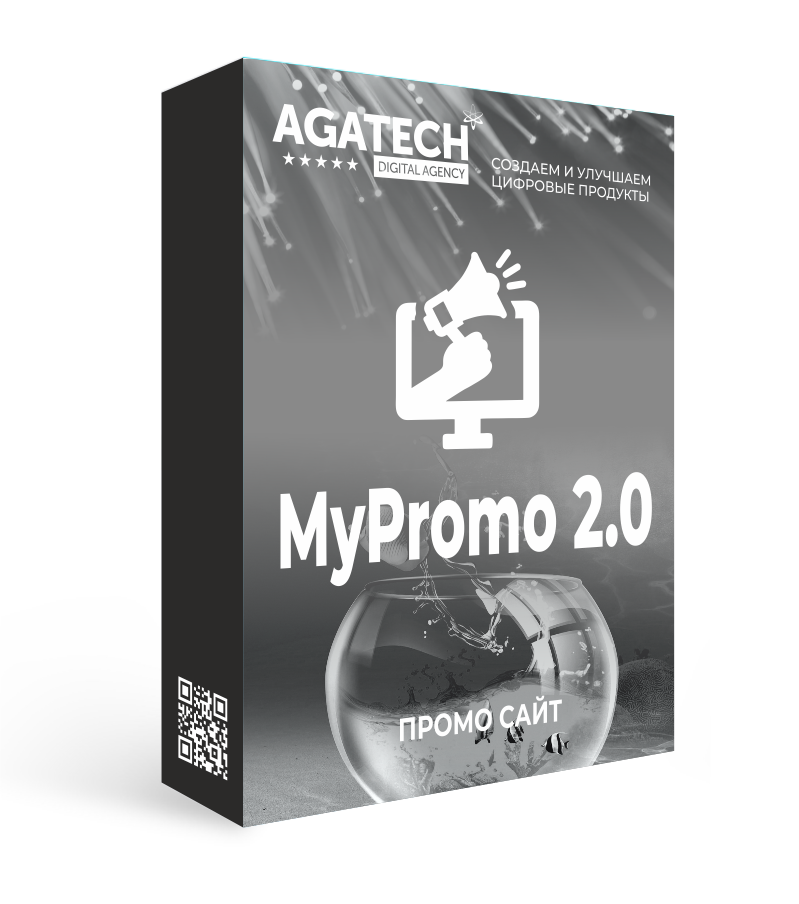 AGATECH
DIGITAL AGENCY
СОЗДАЕМ И УЛУЧШАЕМ
ЦИФРОВЫЕ ПРОДУКТЫ
MyPromo 2.0
ПРОМО САЙТ